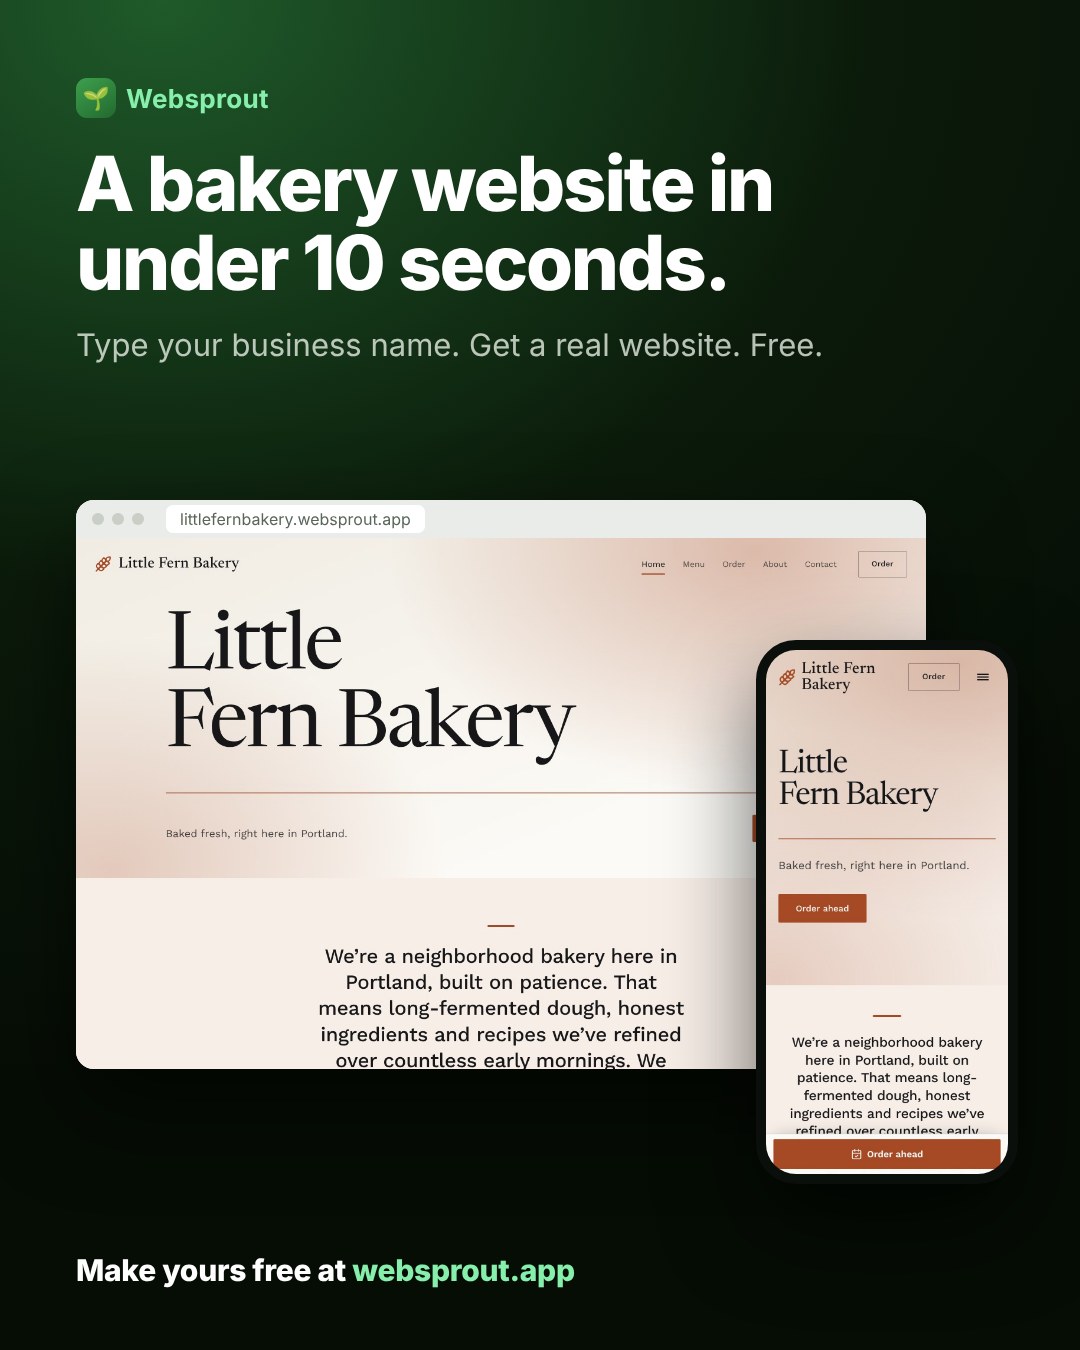 Websprout
A bakery website in
under 10 seconds.
Type your business name. Get a real website. Free.
littlefernbakery.websprout.app
Little Fern Bakery
Home
Menu
Order
About
Contact
Order
Little
Fern Bakery
Baked fresh, right here in Portland.
We’re a neighborhood bakery here in
Portland, built on patience. That
means long-fermented dough, honest
ingredients and recipes we’ve refined
over countless early mornings. We
Little Fern
Bakery
Order
Little
Fern Bakery
Baked fresh, right here in Portland.
Order ahead
We’re a neighborhood bakery
here in Portland, built on
patience. That means long-
fermented dough, honest
ingredients and recipes we’ve
refined over countless early
Order ahead
Make yours free at websprout.app